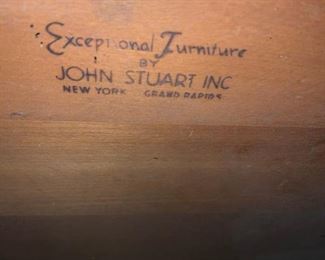 Exceptional Furniture
BY
JOHN STUART INC
NEW YORK GRAND RAPIDS